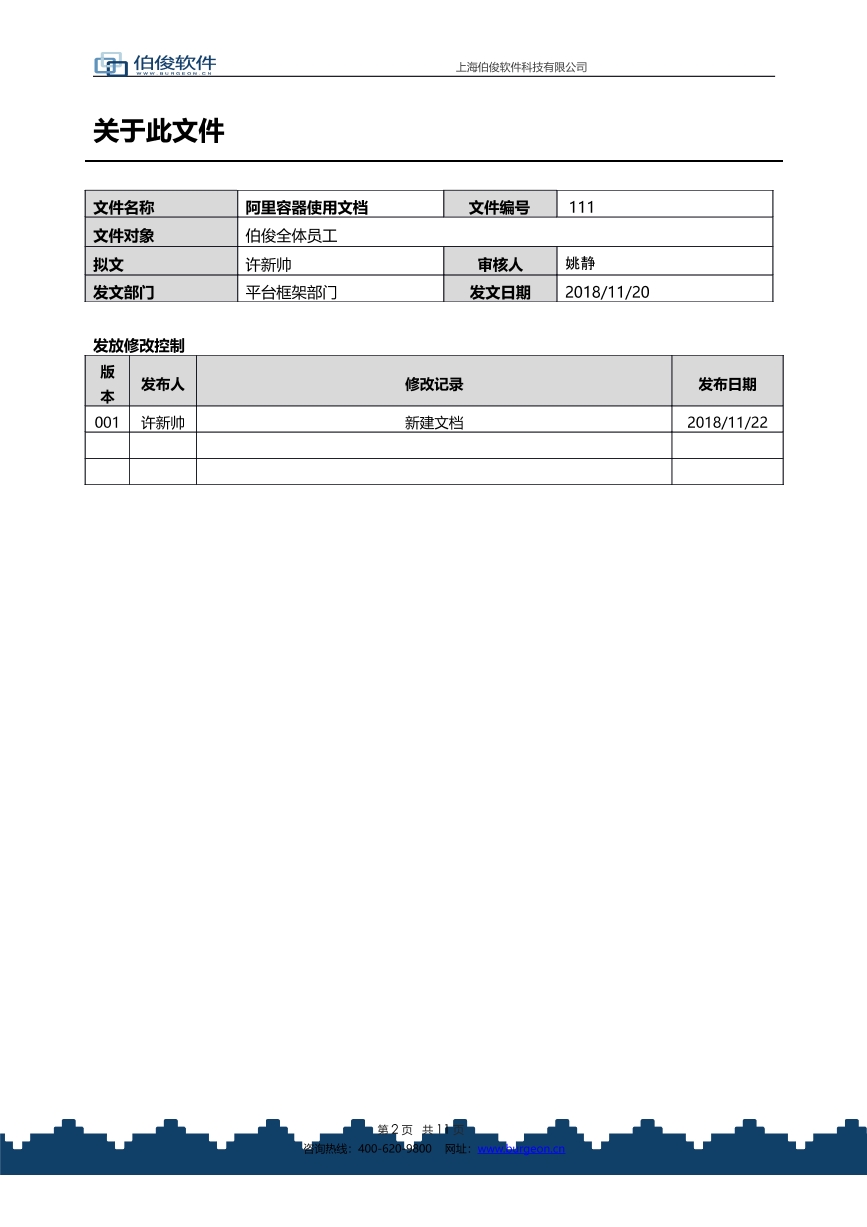 伯俊软件
WWW.BURGEON.CN
上海伯俊软件科技有限公司
关于此文件
文件名称 阿里容器使用文档 文件编号 111
文件对象 伯俊全体员工
拟文 许新帅 审核人 姚静
发文部门 平台框架部门 发文日期 2018/11/20
发放修改控制
版本 发布人 修改记录 发布日期
001 许新帅 新建文档 2018/11/22
第2页 共11页
咨询热线：400-620-9800 网址：www.burgeon.cn